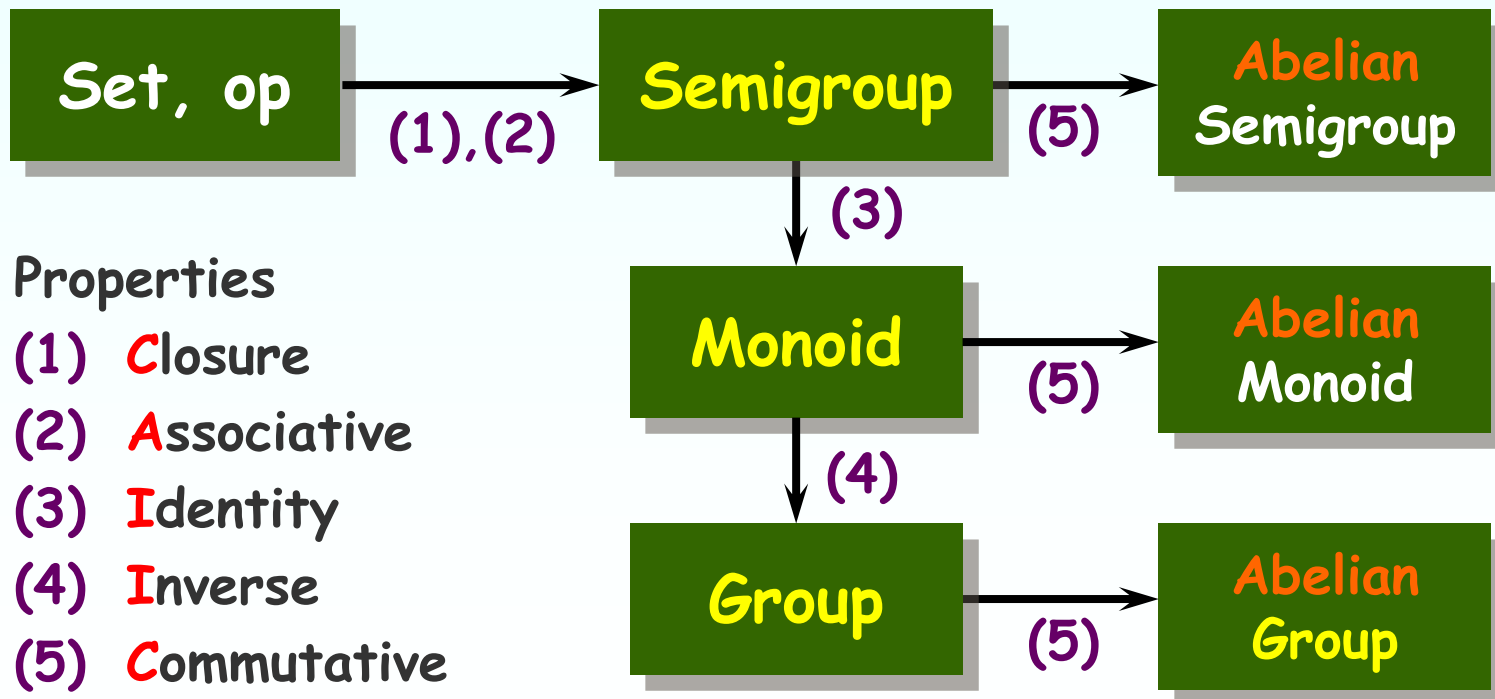 Set, op
(1),(2)
Semigroup
(5)
Abelian
Semigroup
(3)
Properties
(1) Closure
(2) Associative
(3) Identity
(4) Inverse
(5) Commutative
Monoid
(5)
Abelian
Monoid
(4)
Group
(5)
Abelian
Group